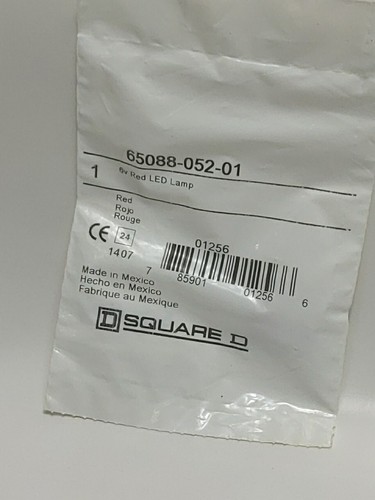 65088-052-01
1 6v Red LED Lamp
Red
Rojo
Rouge
CE 24
1407
01256
7 85901 01256 6
Made in Mexico
Hecho en Mexico
Fabrique au Mexique
D SQUARE D